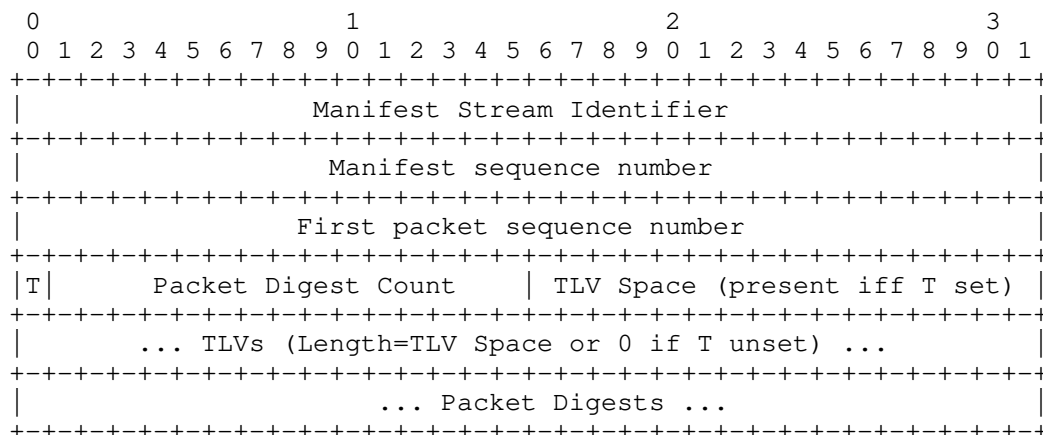 0                   1                   2                   3
 0 1 2 3 4 5 6 7 8 9 0 1 2 3 4 5 6 7 8 9 0 1 2 3 4 5 6 7 8 9 0 1
+-+-+-+-+-+-+-+-+-+-+-+-+-+-+-+-+-+-+-+-+-+-+-+-+-+-+-+-+-+-+-+-+
|                  Manifest Stream Identifier                   |
+-+-+-+-+-+-+-+-+-+-+-+-+-+-+-+-+-+-+-+-+-+-+-+-+-+-+-+-+-+-+-+-+
|                   Manifest sequence number                    |
+-+-+-+-+-+-+-+-+-+-+-+-+-+-+-+-+-+-+-+-+-+-+-+-+-+-+-+-+-+-+-+-+
|                 First packet sequence number                  |
+-+-+-+-+-+-+-+-+-+-+-+-+-+-+-+-+-+-+-+-+-+-+-+-+-+-+-+-+-+-+-+-+
|T|      Packet Digest Count    | TLV Space (present iff T set) |
+-+-+-+-+-+-+-+-+-+-+-+-+-+-+-+-+-+-+-+-+-+-+-+-+-+-+-+-+-+-+-+-+
|       ... TLVs (Length=TLV Space or 0 if T unset) ...         |
+-+-+-+-+-+-+-+-+-+-+-+-+-+-+-+-+-+-+-+-+-+-+-+-+-+-+-+-+-+-+-+-+
|                      ... Packet Digests ...                   |
+-+-+-+-+-+-+-+-+-+-+-+-+-+-+-+-+-+-+-+-+-+-+-+-+-+-+-+-+-+-+-+-+